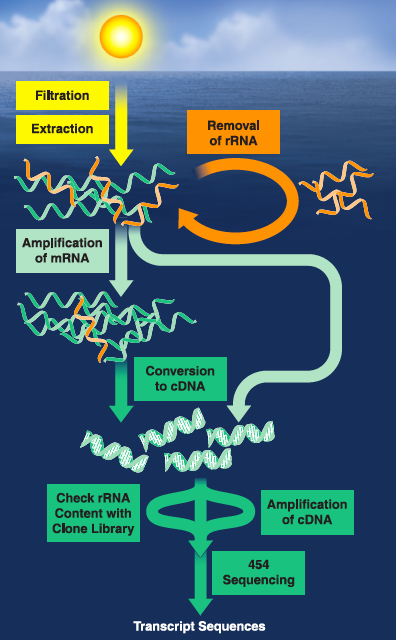 Filtration
Extraction
Removal
of rRNA
Amplification
of mRNA
Conversion
to cDNA
Check rRNA
Content with
Clone Library
Amplification
of cDNA
454
Sequencing
Transcript Sequences